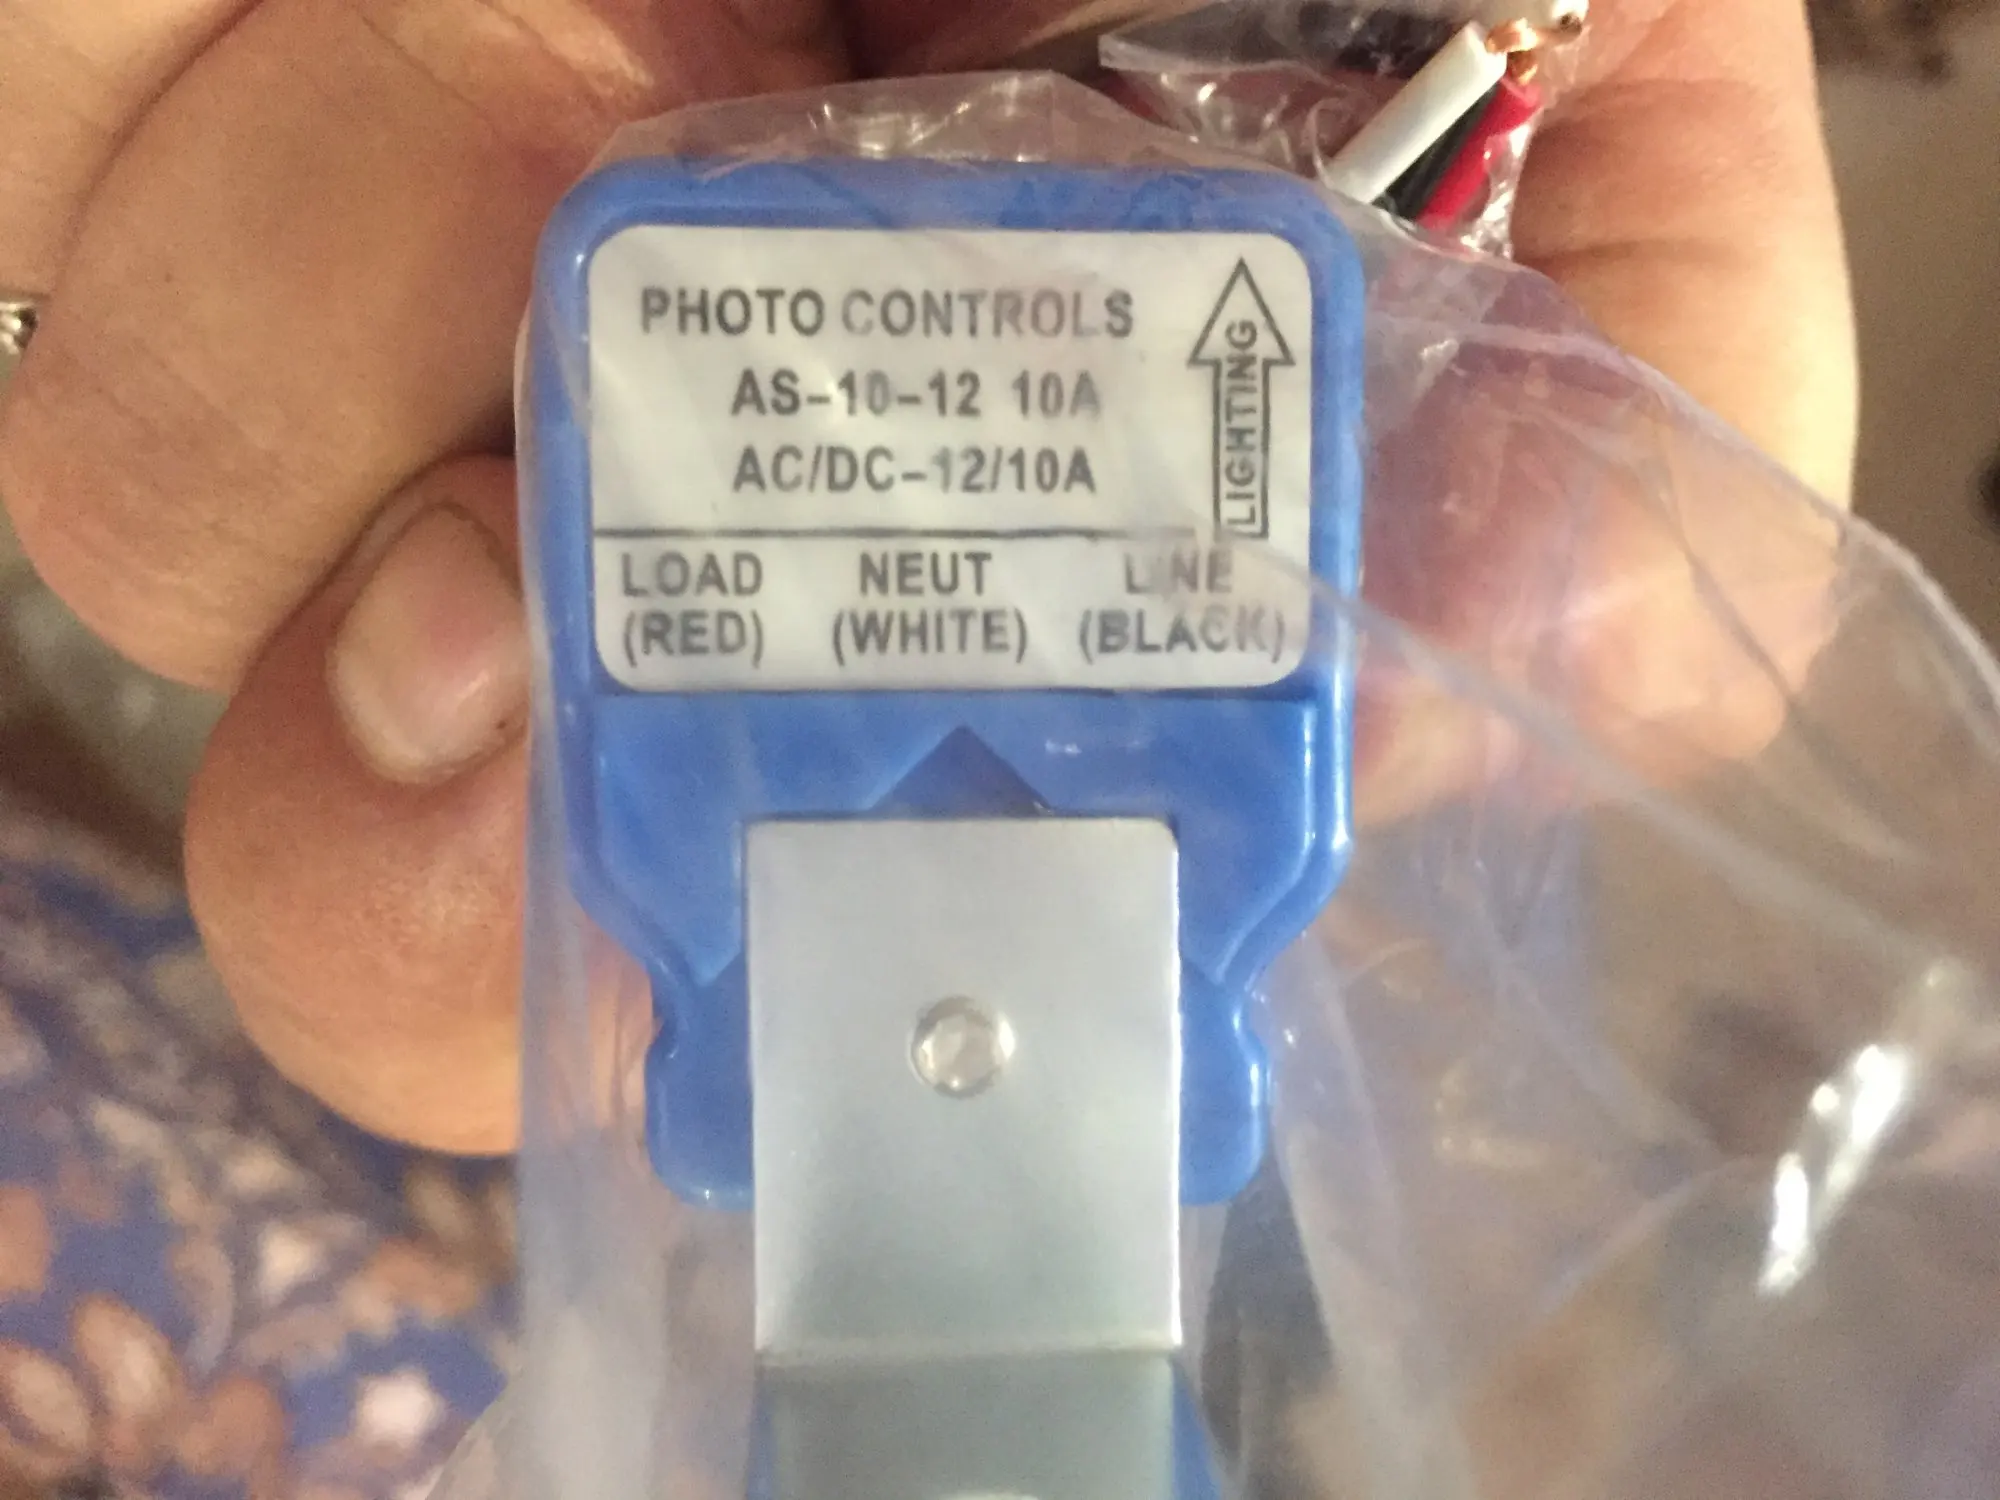 PHOTO CONTROLS
AS-10-12 10A
AC/DC-12/10A
LIGHTING
LOAD NEUT LINE
(RED) (WHITE) (BLACK)